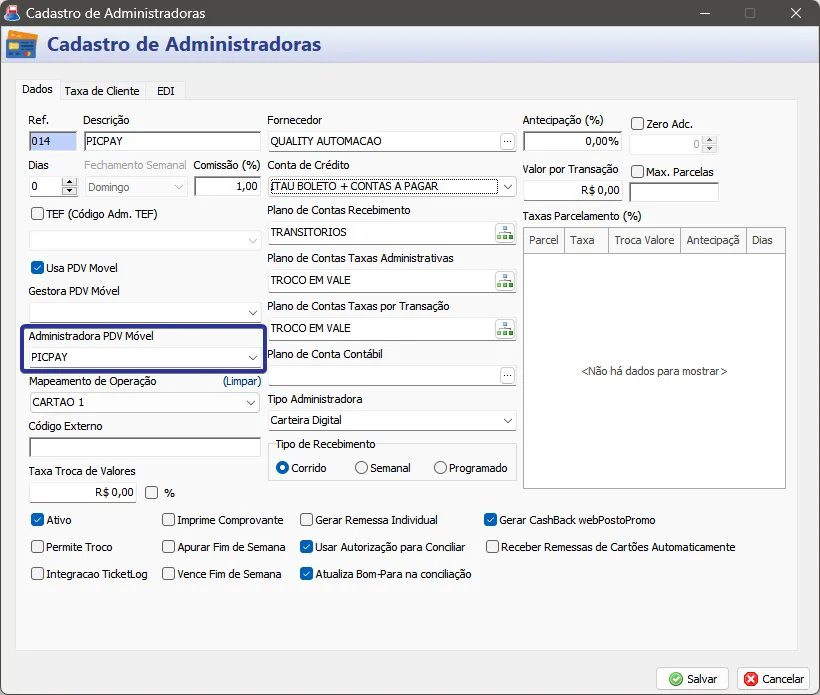 Cadastro de Administradoras
Cadastro de Administradoras
Dados
Taxa de Cliente
EDI
Ref.
Descrição
Fornecedor
Antecipação (%)
Zero Adc.
014
PICPAY
QUALITY AUTOMACAO
...
0,00%
0
Dias
Fechamento Semanal
Comissão (%)
Conta de Crédito
Valor por Transação
Max. Parcelas
0
Domingo
1,00
ITAU BOLETO + CONTAS A PAGAR
R$ 0,00
TEF (Código Adm. TEF)
Plano de Contas Recebimento
Taxas Parcelamento (%)
TRANSITORIOS
Parcel
Taxa
Troca Valore
Antecipaçã
Dias
Usa PDV Movel
Plano de Contas Taxas Administrativas
TROCO EM VALE
Gestora PDV Móvel
Plano de Contas Taxas por Transação
TROCO EM VALE
Administradora PDV Móvel
PICPAY
Plano de Conta Contábil
...
<Não há dados para mostrar>
Mapeamento de Operação
(Limpar)
CARTAO 1
Tipo Administradora
Carteira Digital
Código Externo
Tipo de Recebimento
Corrido
Semanal
Programado
Taxa Troca de Valores
R$ 0,00
%
Ativo
Imprime Comprovante
Gerar Remessa Individual
Gerar CashBack webPostoPromo
Permite Troco
Apurar Fim de Semana
Usar Autorização para Conciliar
Receber Remessas de Cartões Automaticamente
Integracao TicketLog
Vence Fim de Semana
Atualiza Bom-Para na conciliação
Salvar
Cancelar